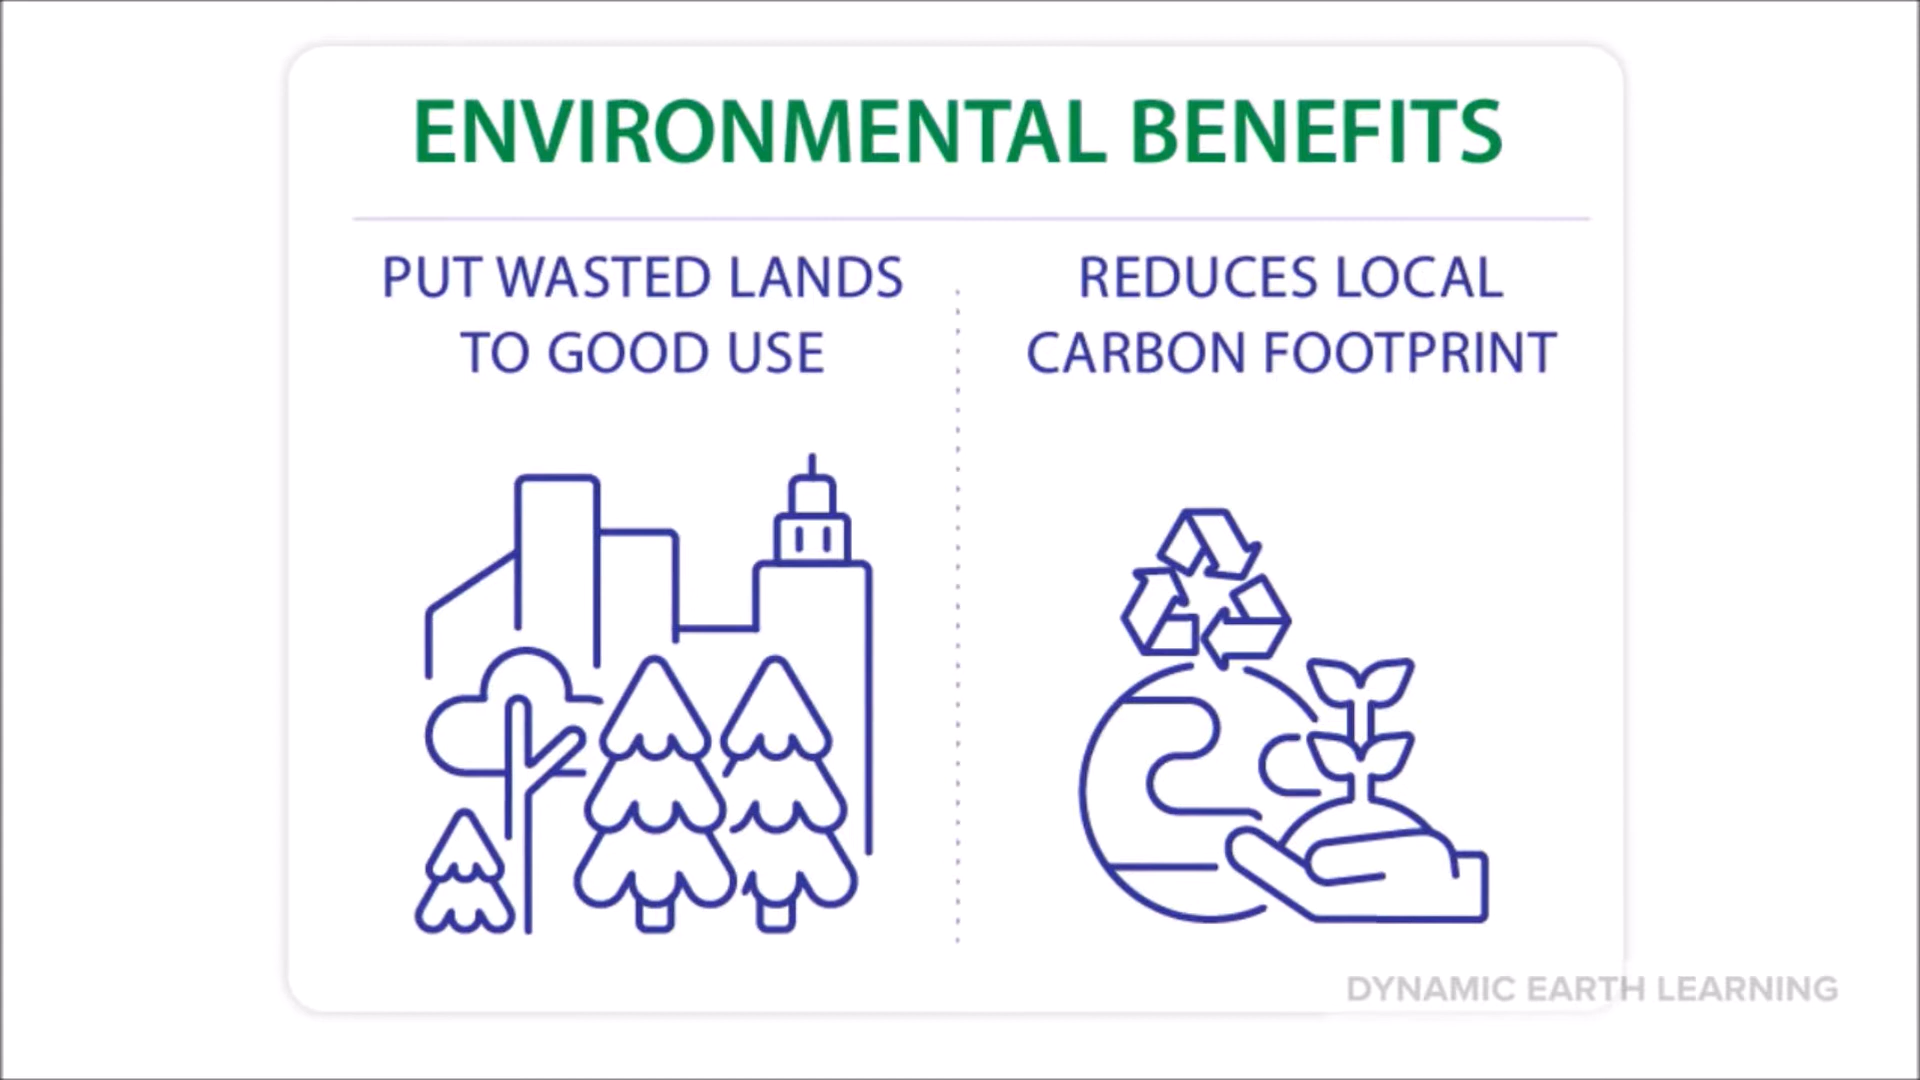 ENVIRONMENTAL BENEFITS
PUT WASTED LANDS
TO GOOD USE
REDUCES LOCAL
CARBON FOOTPRINT
DYNAMIC EARTH LEARNING